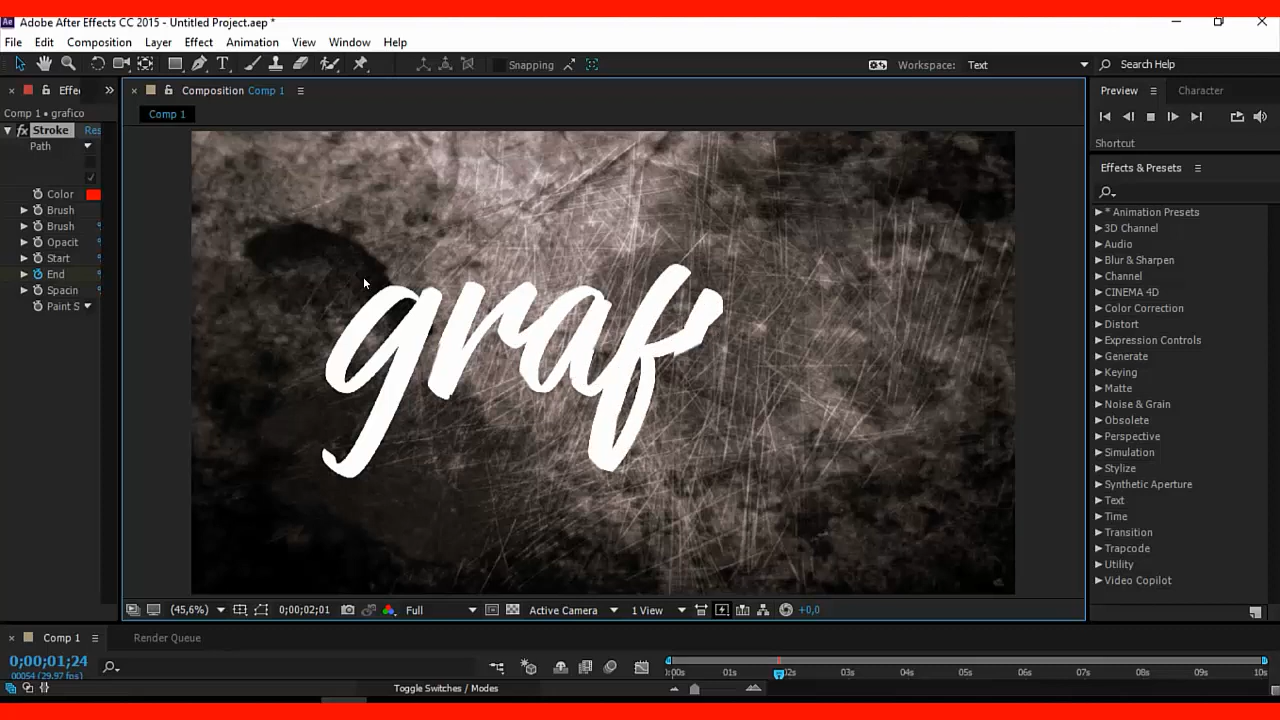 Ae Adobe After Effects CC 2015 - Untitled Project.aep *
File Edit Composition Layer Effect Animation View Window Help
Snapping Workspace: Text Search Help
Effe Composition Comp 1 Preview Character
Comp 1 • grafico Comp 1
fx Stroke Res
Path
Color
Brush
Brush
Opacit
Start
End
Spacin
Paint S
graf
Shortcut
Effects & Presets
* Animation Presets
3D Channel
Audio
Blur & Sharpen
Channel
CINEMA 4D
Color Correction
Distort
Expression Controls
Generate
Keying
Matte
Noise & Grain
Obsolete
Perspective
Simulation
Stylize
Synthetic Aperture
Text
Time
Transition
Trapcode
Utility
Video Copilot
(45,6%) 0;00;02;01 Full Active Camera 1 View +0,0
Comp 1 Render Queue
0;00;01;24
00054 (29.97 fps)
:00s 01s 02s 03s 04s 05s 06s 07s 08s 09s 10s
Toggle Switches / Modes